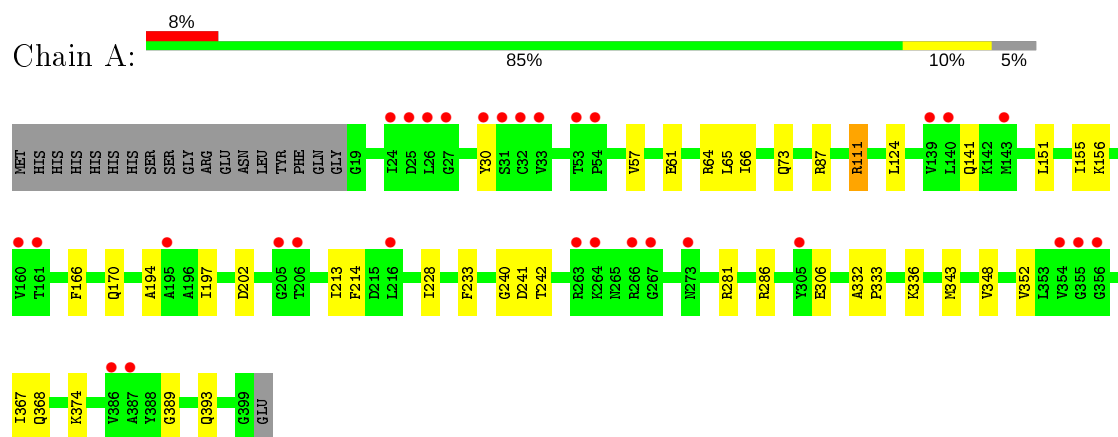 8%
Chain A:
85% 10% 5%
MET HIS HIS HIS HIS HIS HIS SER SER GLY ARG GLU ASN LEU TYR PHE GLN GLY G19 I24 D25 L26 G27 Y30 S31 C32 V33 T53 P54 V57 E61 R64 L65 I66 Q73 R87 R111 L124 V139 L140 Q141 K142 M143 L151 I155 K156
V160 T161 F166 Q170 A194 A195 A196 I197 D202 G205 T206 I213 F214 D215 L216 I228 F233 G240 D241 T242 R263 K264 N265 R266 G267 N273 R281 R286 Y305 E306 A332 P333 K336 M343 V348 V352 L353 V354 G355 G356
I367 Q368 K374 V386 A387 Y388 G389 Q393 G399 GLU